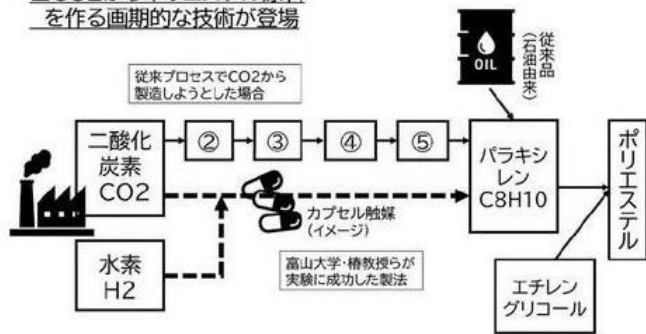 を作る画期的な技術が登場
従来プロセスでCO2から
製造しようとした場合
OIL
従来品
(石油由来)
二酸化
炭素
CO2
②
③
④
⑤
パラキシ
レン
C8H10
ポリエステル
カプセル触媒
(イメージ)
水素
H2
富山大学・椿教授らが
実験に成功した製法
エチレン
グリコール